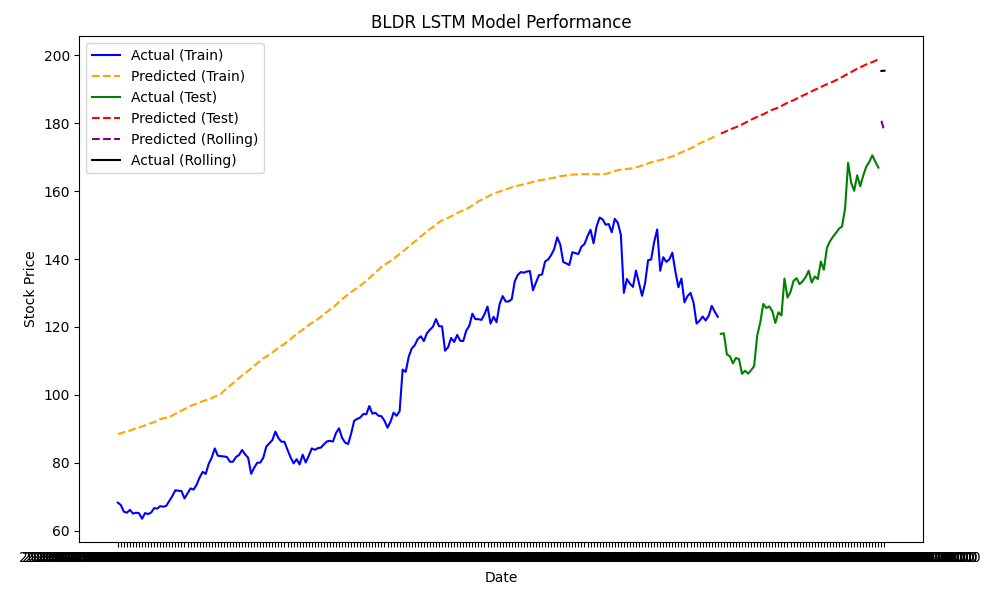 BLDR LSTM Model Performance
Actual (Train)
Predicted (Train)
Actual (Test)
Predicted (Test)
Predicted (Rolling)
Actual (Rolling)
200
180
160
140
120
100
80
60
Stock Price
Date